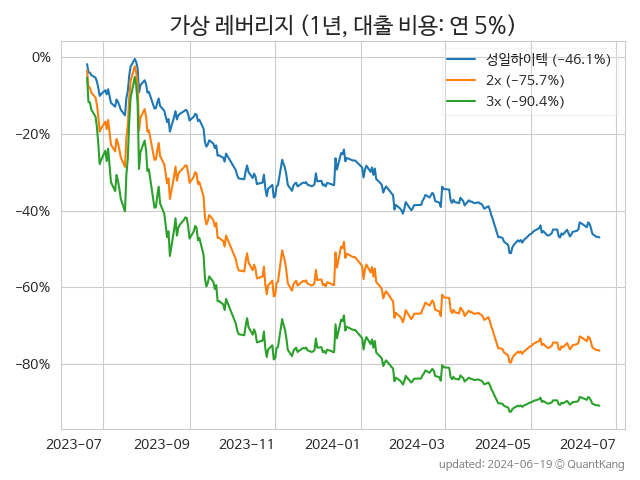 가상 레버리지 (1년, 대출 비용: 연 5%)
성일하이텍 (−46.1%)
2x (−75.7%)
3x (−90.4%)
0%
−20%
−40%
−60%
−80%
2023-07 2023-09 2023-11 2024-01 2024-03 2024-05 2024-07
updated: 2024-06-19 © QuantKang